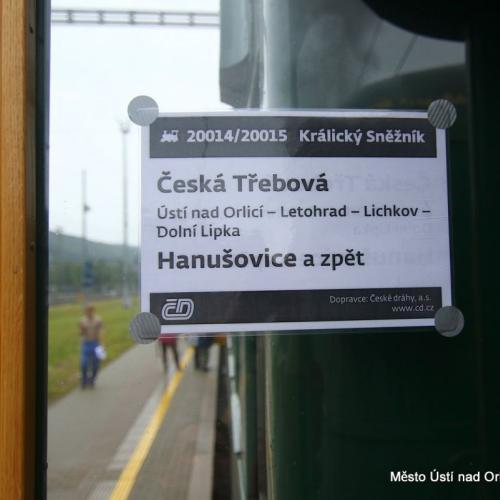 20014/20015 Králický Sněžník
Česká Třebová
Ústí nad Orlicí – Letohrad – Lichkov –
Dolní Lipka
Hanušovice a zpět
ČD
Dopravce: České dráhy, a.s.
www.cd.cz
Město Ústí nad Or